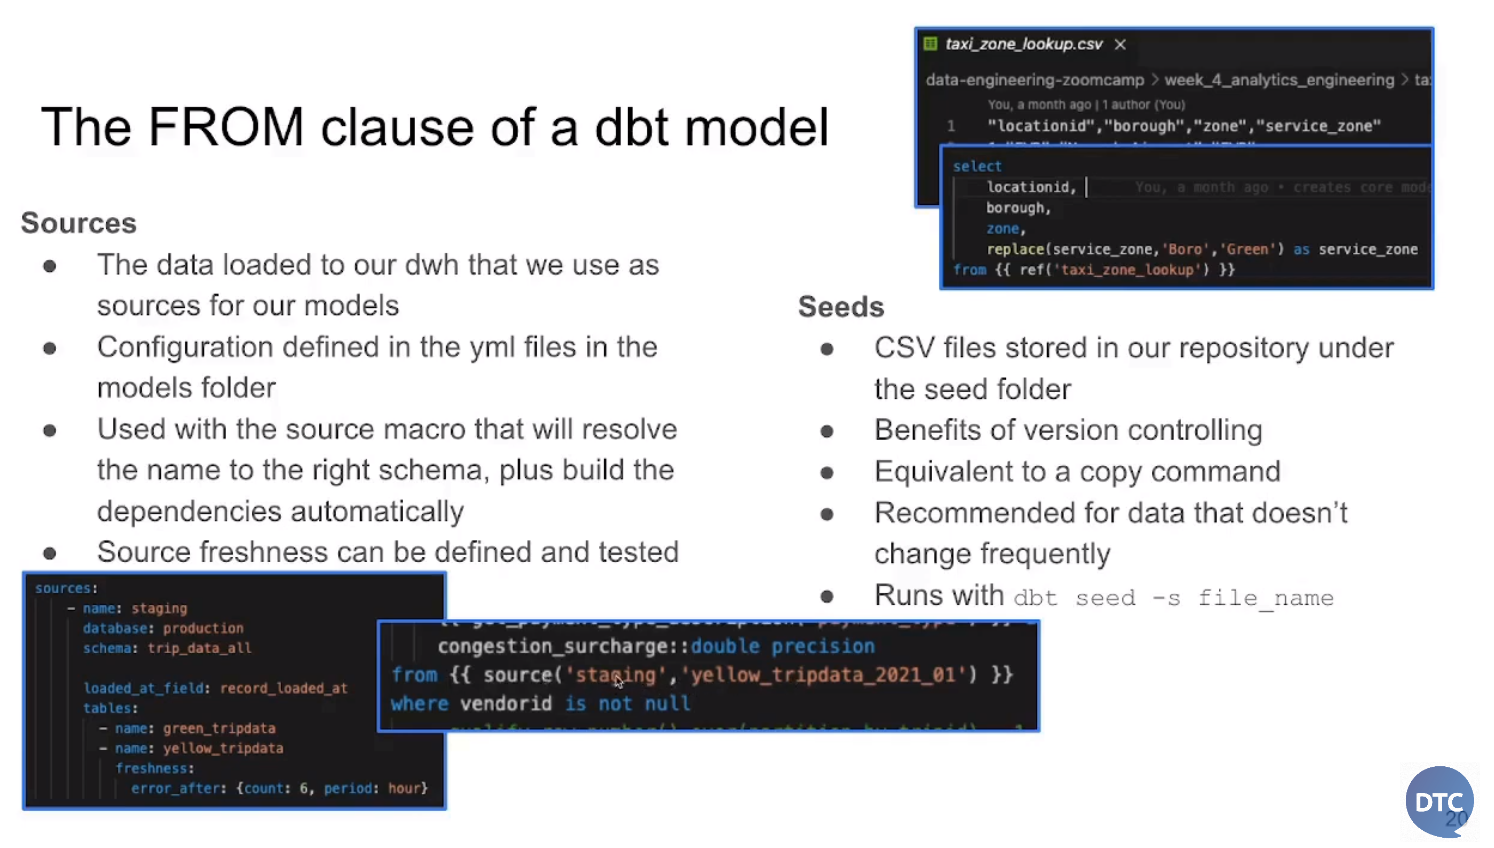 The FROM clause of a dbt model
Sources
● The data loaded to our dwh that we use as
sources for our models
● Configuration defined in the yml files in the
models folder
● Used with the source macro that will resolve
the name to the right schema, plus build the
dependencies automatically
● Source freshness can be defined and tested
sources:
- name: staging
database: production
schema: trip_data_all
loaded_at_field: record_loaded_at
tables:
- name: green_tripdata
- name: yellow_tripdata
freshness:
error_after: {count: 6, period: hour}
congestion_surcharge::double precision
from {{ source('staging','yellow_tripdata_2021_01') }}
where vendorid is not null
taxi_zone_lookup.csv ×
data-engineering-zoomcamp > week_4_analytics_engineering > tax
You, a month ago | 1 author (You)
1 "locationid","borough","zone","service_zone"
select
locationid, You, a month ago • creates core mode
borough,
zone,
replace(service_zone,'Boro','Green') as service_zone
from {{ ref('taxi_zone_lookup') }}
Seeds
● CSV files stored in our repository under
the seed folder
● Benefits of version controlling
● Equivalent to a copy command
● Recommended for data that doesn't
change frequently
● Runs with dbt seed -s file_name
DTC
20